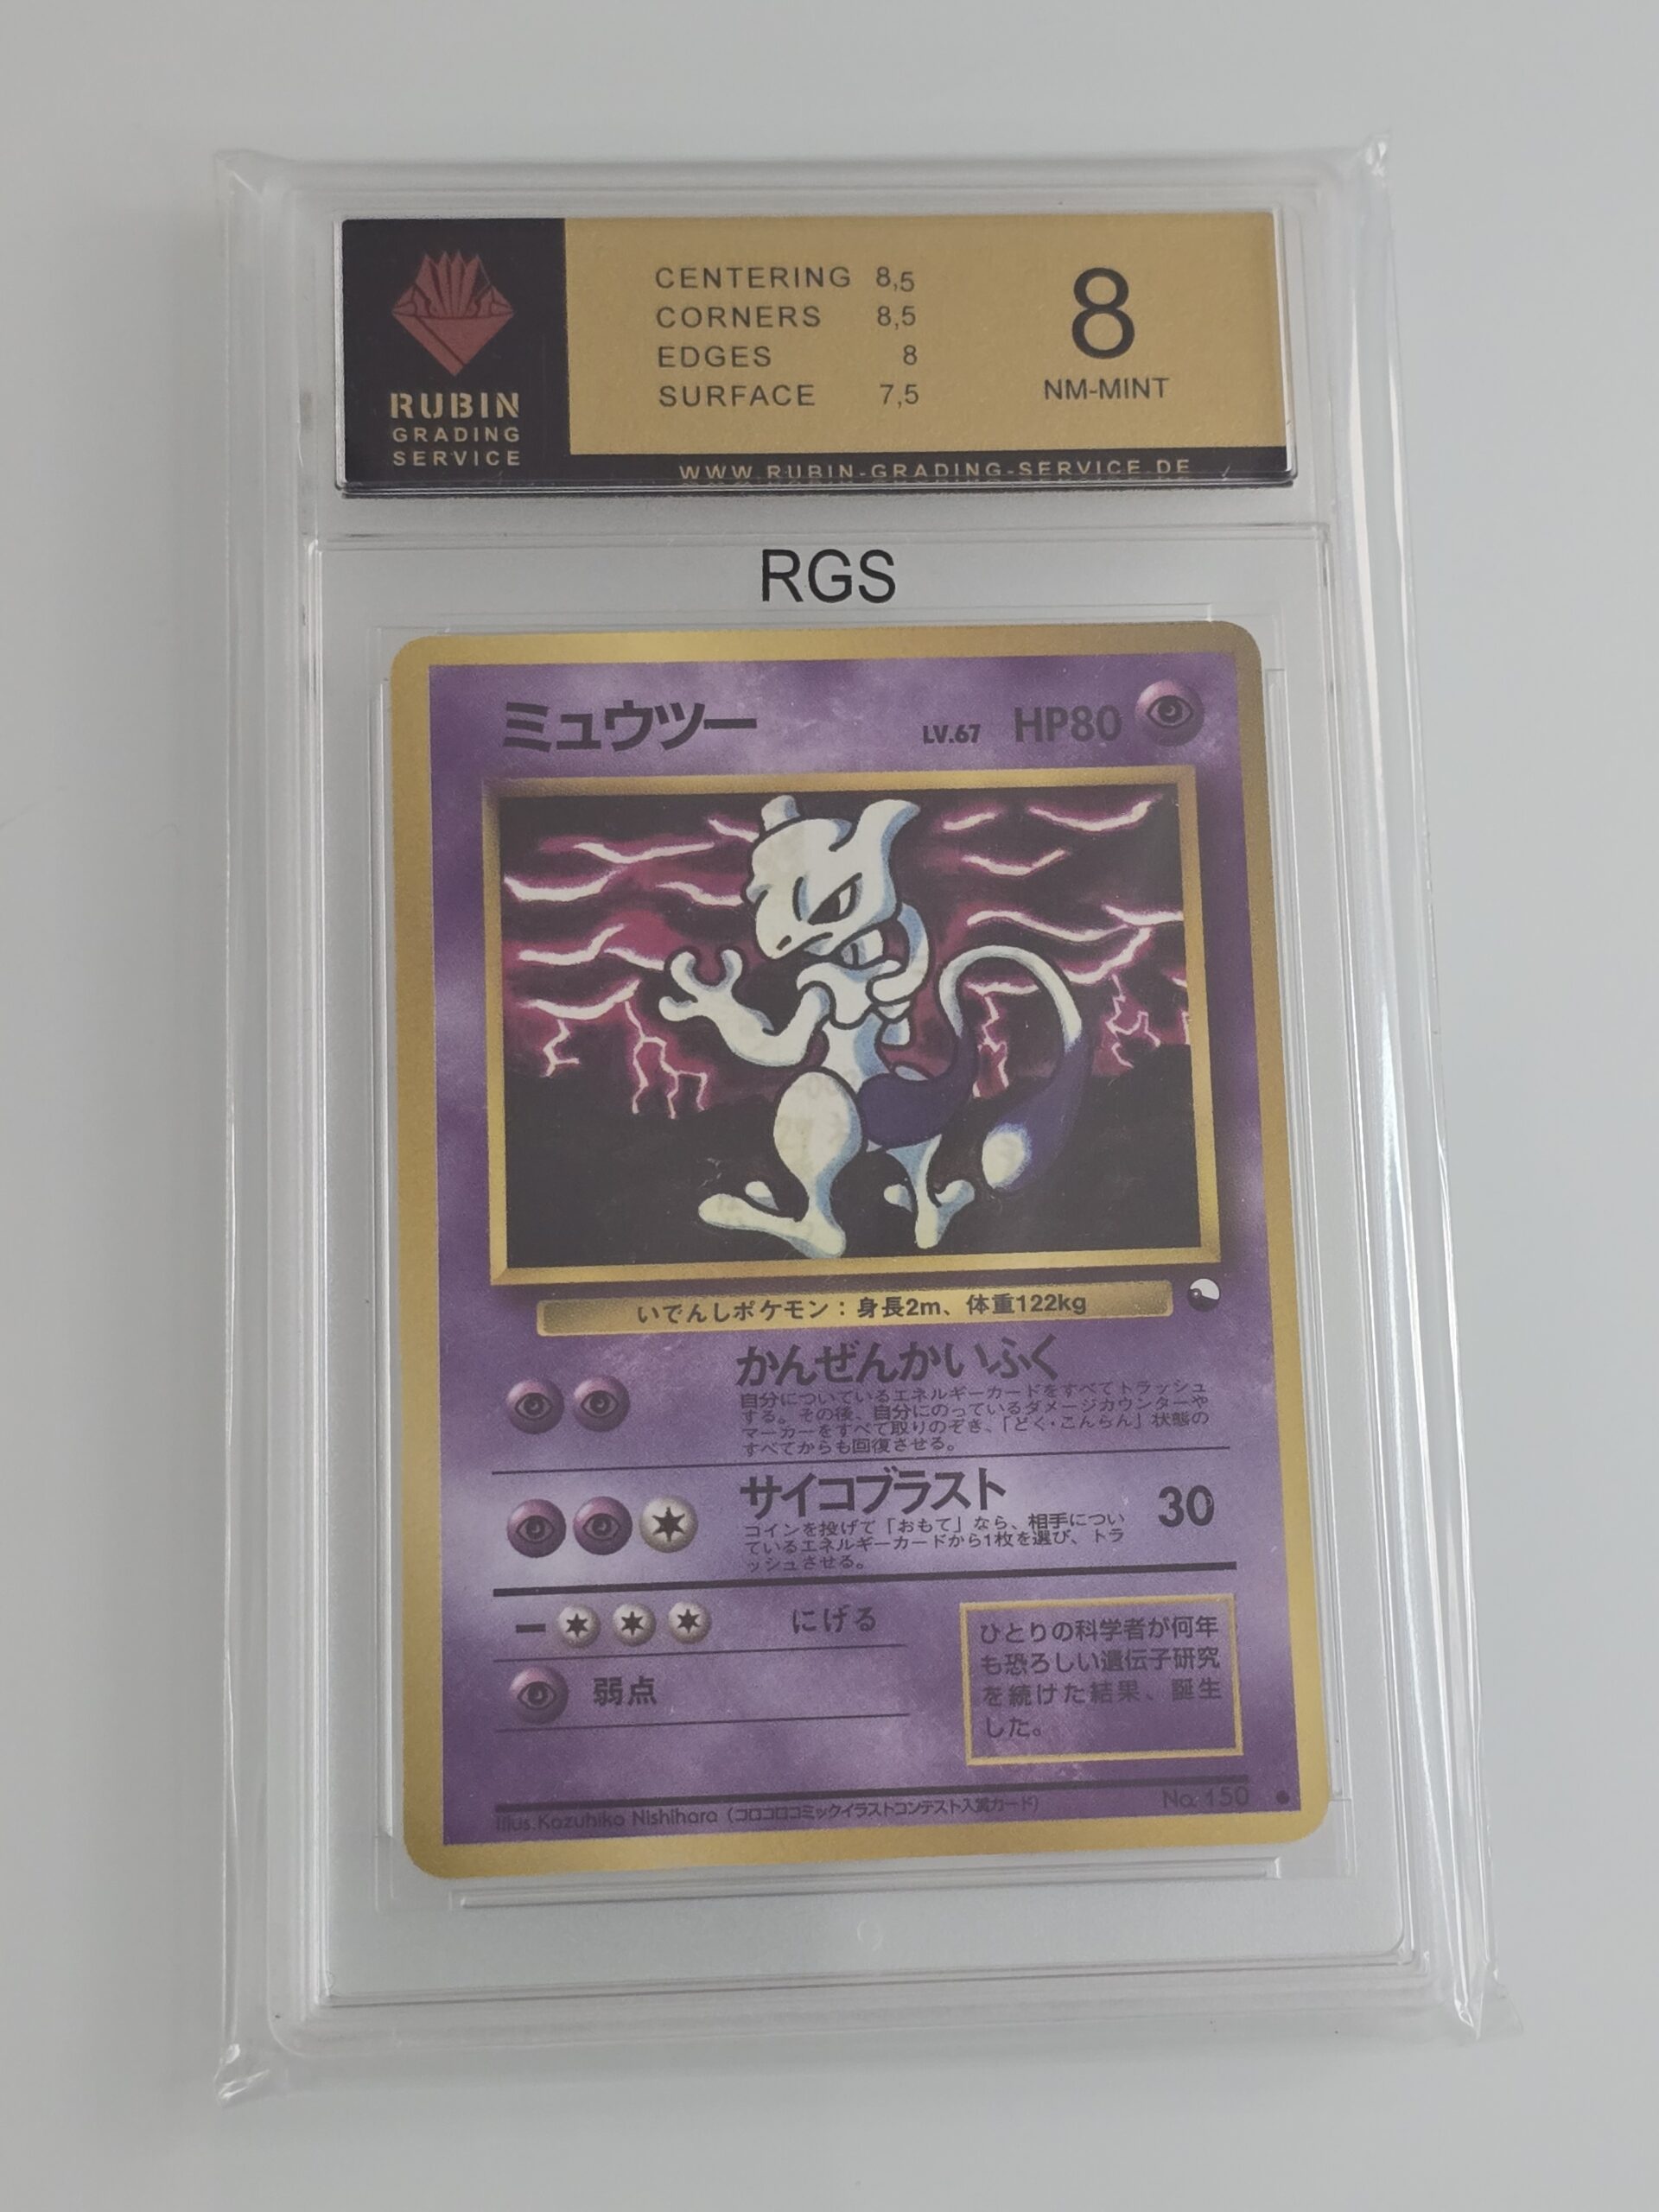 RUBIN
GRADING
SERVICE
CENTERING 8,5
CORNERS 8,5
EDGES 8
SURFACE 7,5
8
NM-MINT
WWW.RUBIN-GRADING-SERVICE.DE
RGS
ミュウツー LV.67 HP80
いでんしポケモン：身長2m、体重122kg
かんぜんかいふく
自分についているエネルギーカードをすべてトラッシュ
する。その後、自分にのっているダメージカウンターや
マーカーをすべて取りのぞき、「どく・こんらん」状態の
すべてからも回復させる。
サイコブラスト 30
コインを投げて「おもて」なら、相手につい
ているエネルギーカードから1枚を選び、トラ
ッシュさせる。
にげる
弱点
ひとりの科学者が何年
も恐ろしい遺伝子研究
を続けた結果、誕生
した。
Illus.Kazuhiko Nishihara（コロコロコミックイラストコンテスト入賞カード） No.150